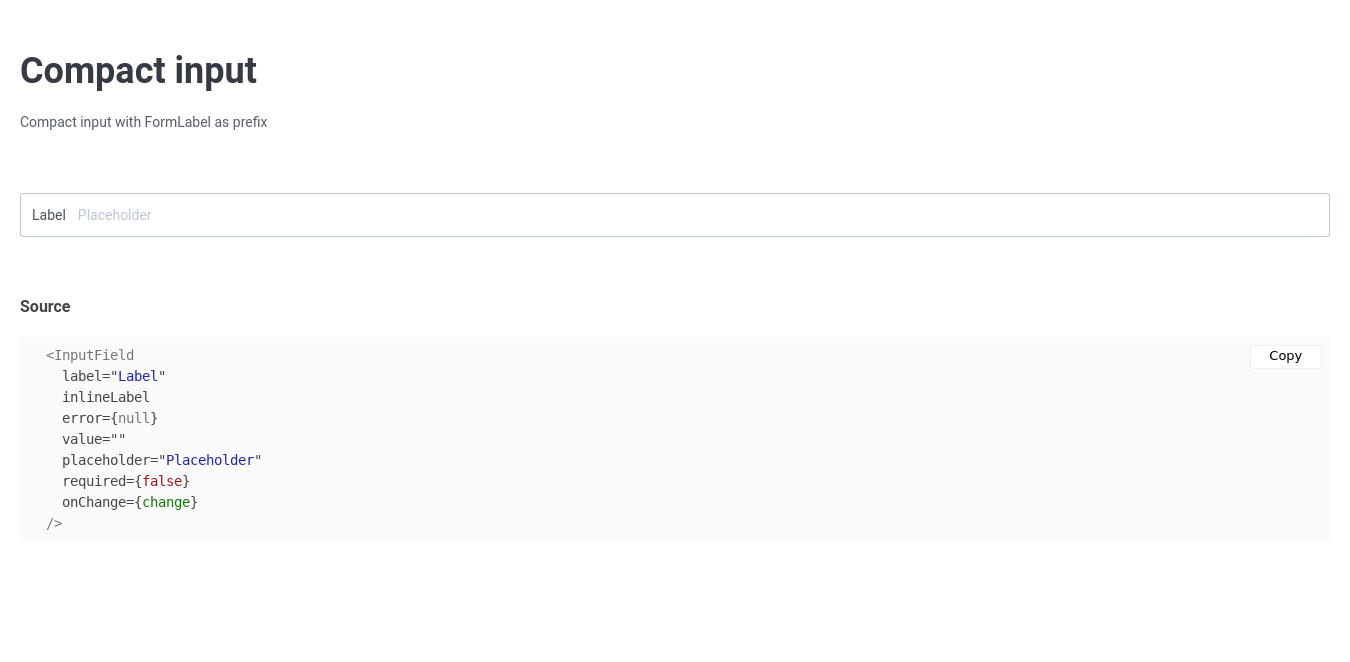 Compact input
Compact input with FormLabel as prefix
Label Placeholder
Source
Copy
<InputField
  label="Label"
  inlineLabel
  error={null}
  value=""
  placeholder="Placeholder"
  required={false}
  onChange={change}
/>